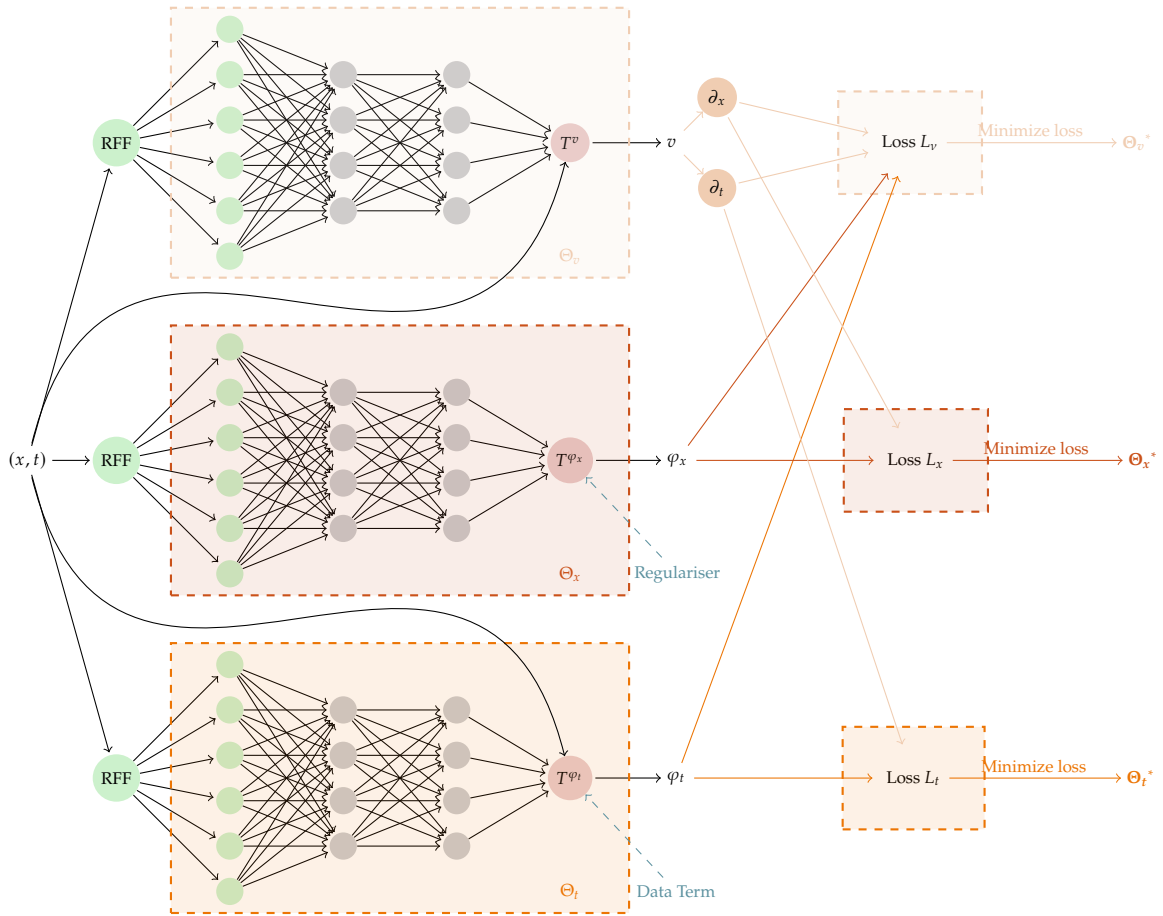 RFF
T^v
v
∂_x
∂_t
Loss L_v
Minimize loss
Θ_v^*
Θ_v
(x, t)
RFF
T^{φ_x}
φ_x
Loss L_x
Minimize loss
Θ_x^*
Θ_x
Regulariser
RFF
T^{φ_t}
φ_t
Loss L_t
Minimize loss
Θ_t^*
Θ_t
Data Term